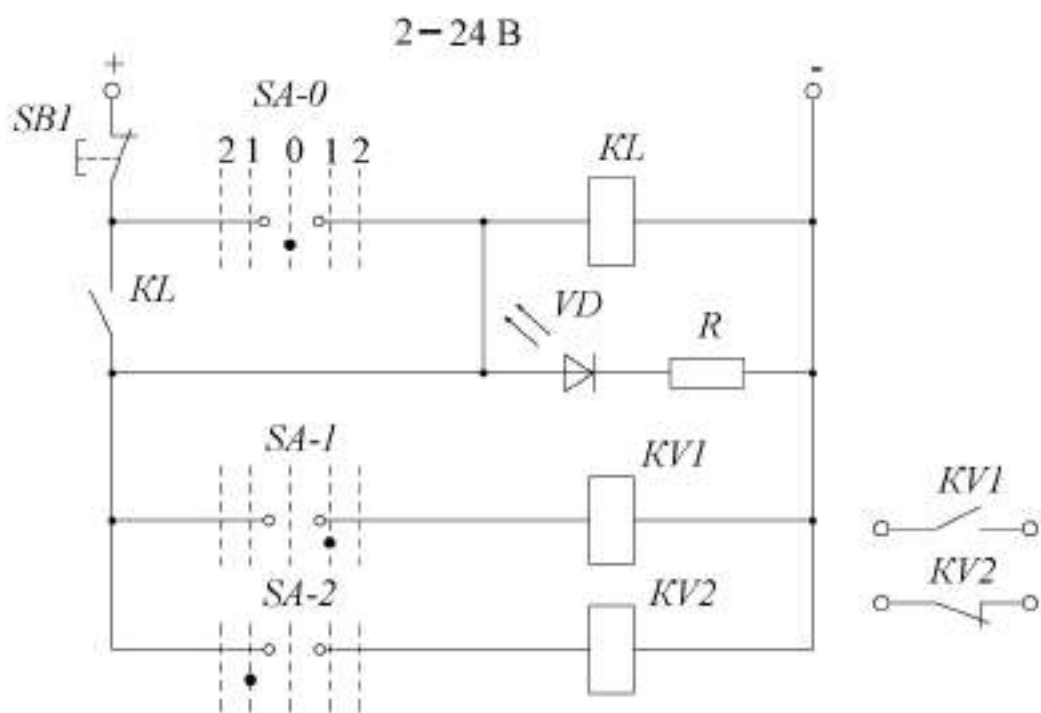 2-24 В
+
-
SB1
SA-0
2 1 0 1 2
KL
KL
VD
R
SA-1
KV1
KV1
SA-2
KV2
KV2